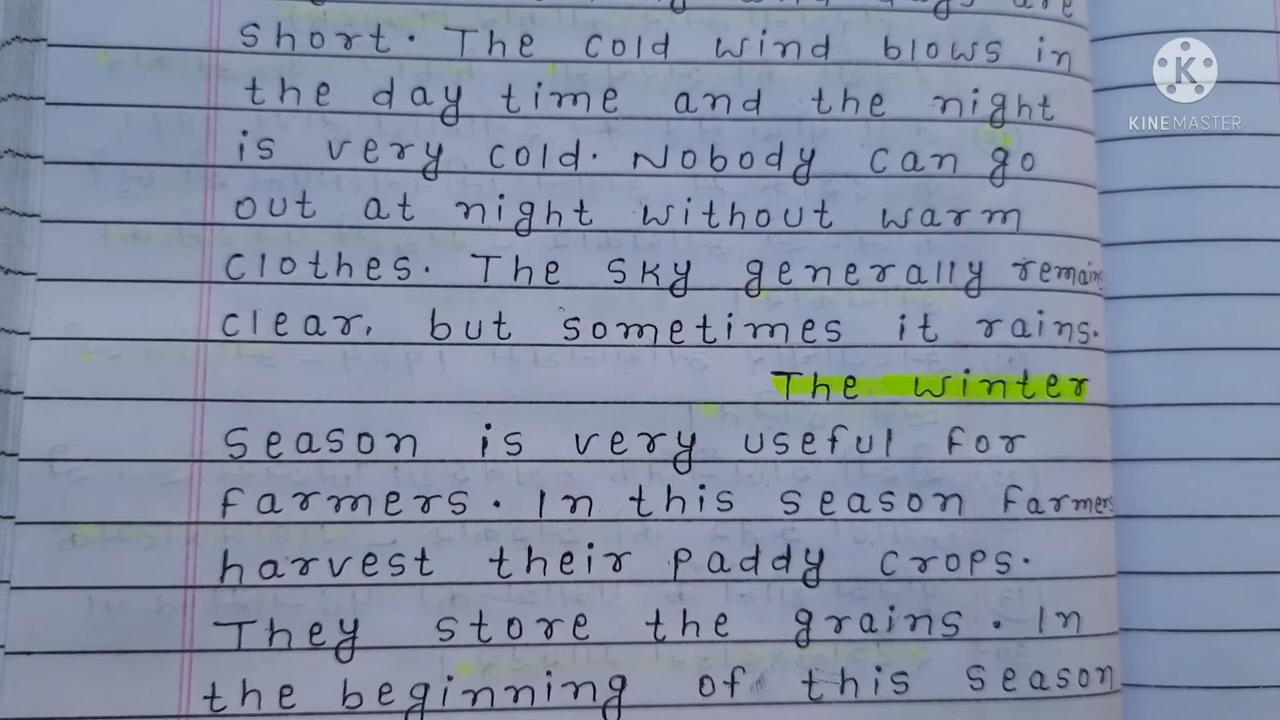 are
short. The cold wind blows in
the day time and the night
is very cold. Nobody can go
out at night without warm
clothes. The sky generally remains
clear, but sometimes it rains.
The winter
season is very useful for
farmers. In this season farmers
harvest their paddy crops.
They store the grains. In
the beginning of this season
K
KINEMASTER